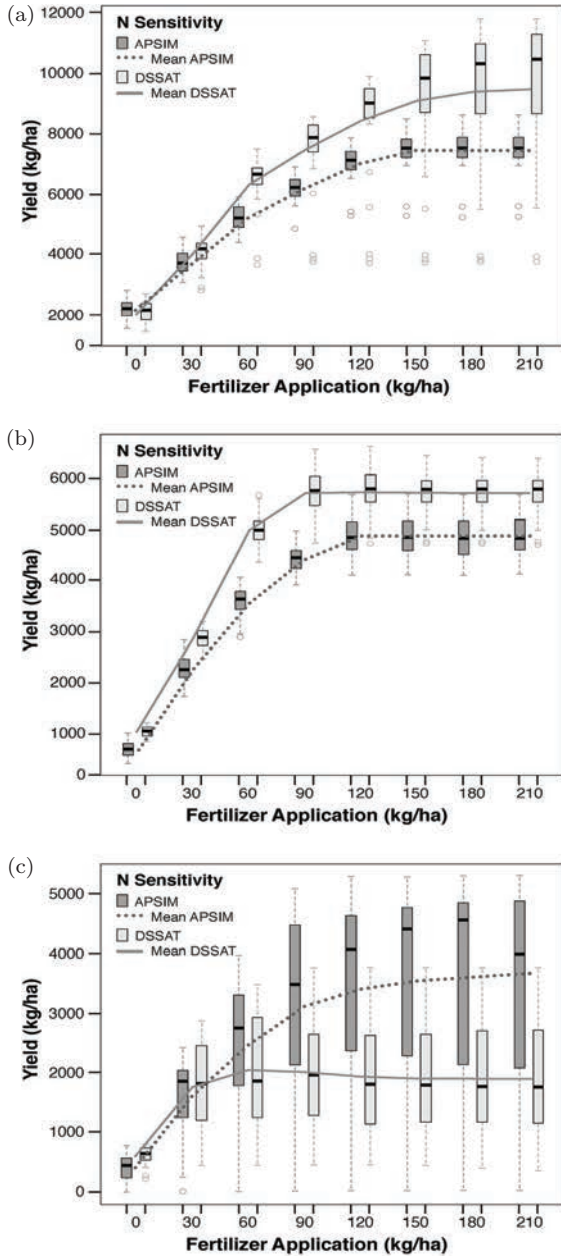 (a)
N Sensitivity
APSIM
Mean APSIM
DSSAT
Mean DSSAT
12000
10000
8000
6000
4000
2000
0
Yield (kg/ha)
0 30 60 90 120 150 180 210
Fertilizer Application (kg/ha)
(b)
N Sensitivity
APSIM
Mean APSIM
DSSAT
Mean DSSAT
6000
5000
4000
3000
2000
1000
0
Yield (kg/ha)
0 30 60 90 120 150 180 210
Fertilizer Application (kg/ha)
(c)
N Sensitivity
APSIM
Mean APSIM
DSSAT
Mean DSSAT
5000
4000
3000
2000
1000
0
Yield (kg/ha)
0 30 60 90 120 150 180 210
Fertilizer Application (kg/ha)